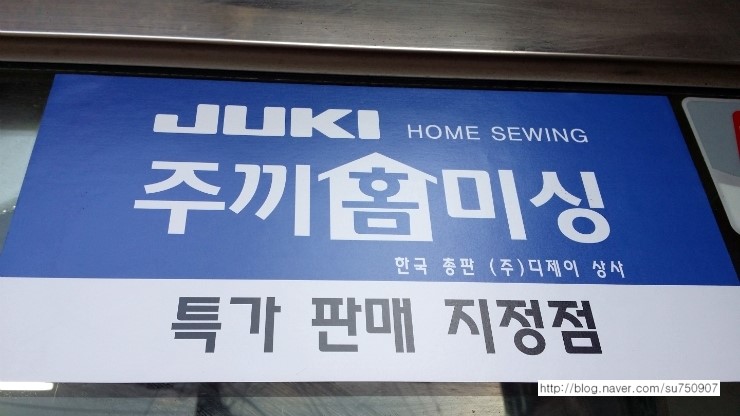 JUKI HOME SEWING
주끼홈미싱
한국 총판 (주)디제이 상사
특가 판매 지정점
http://blog.naver.com/su750907